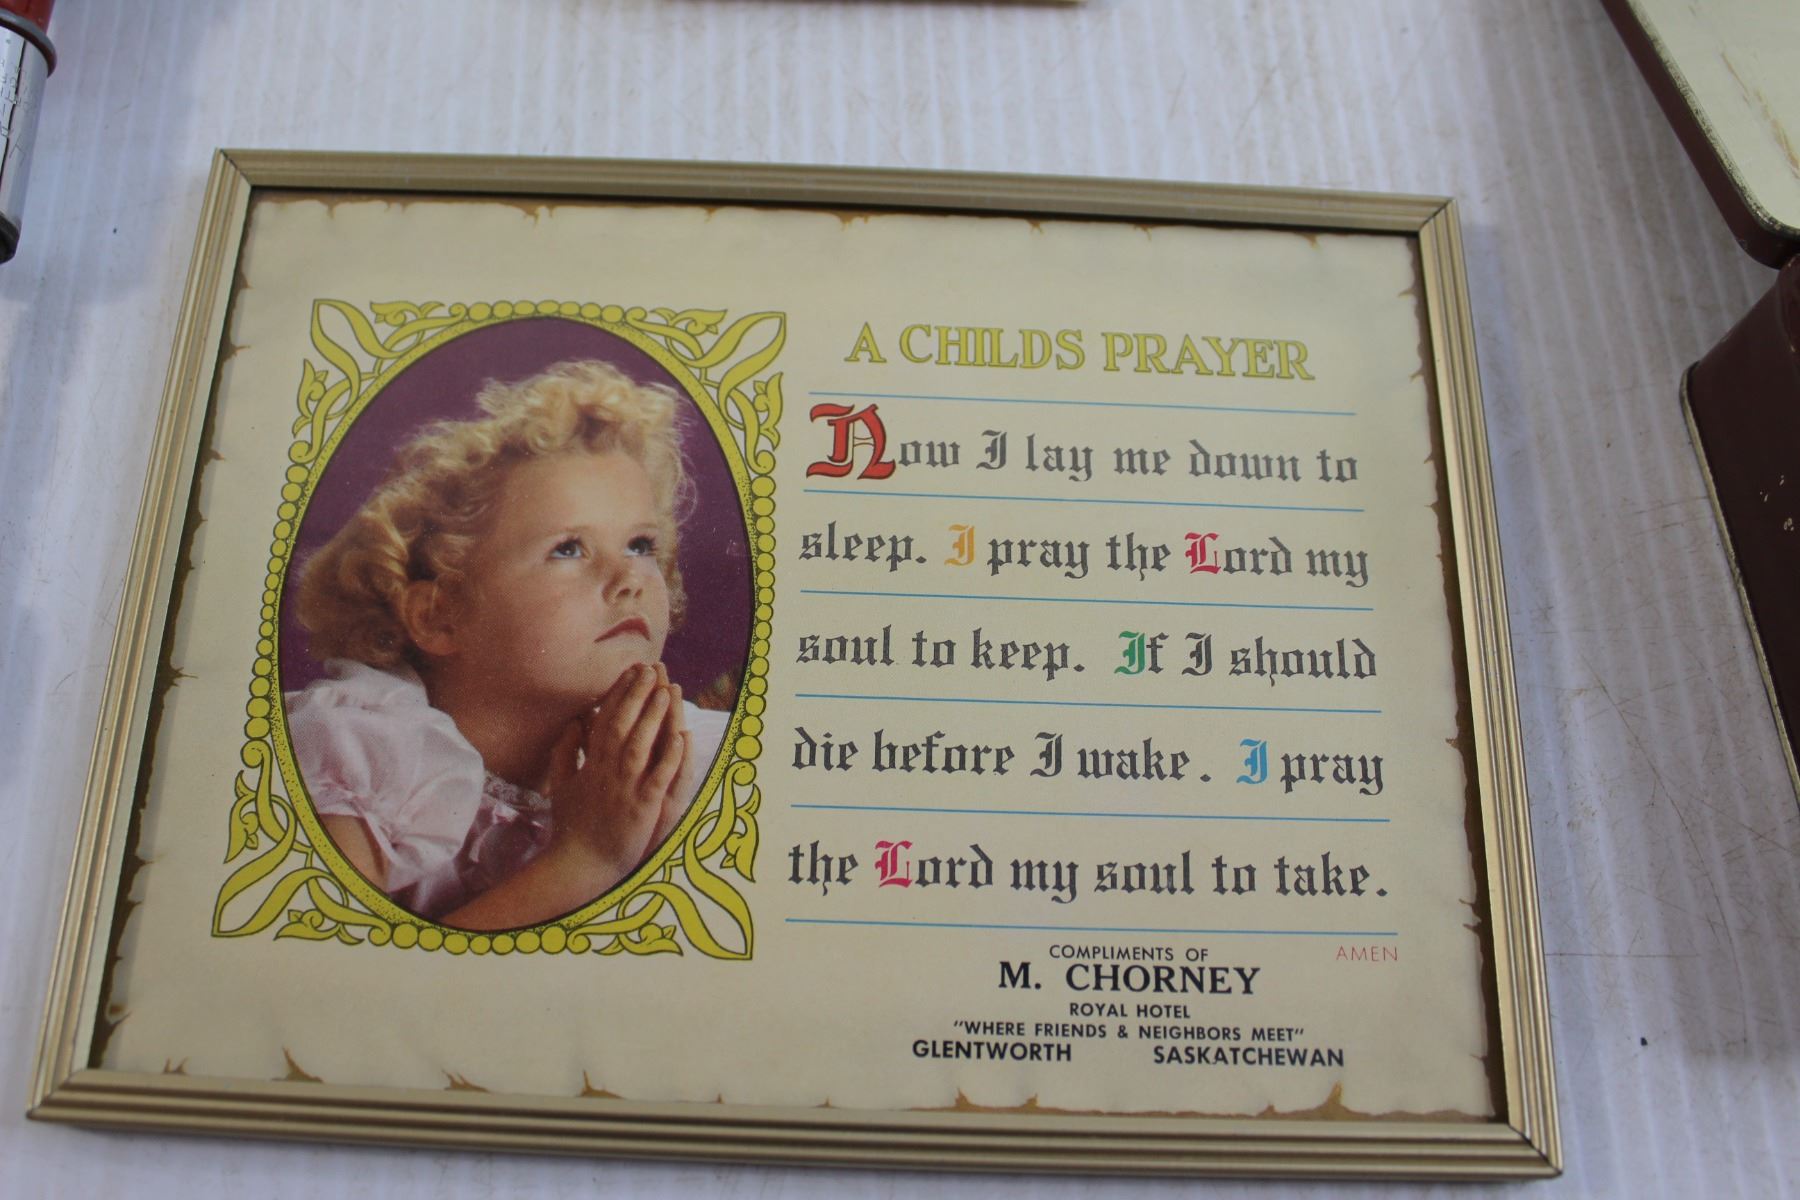 A CHILDS PRAYER
Now I lay me down to
sleep. I pray the Lord my
soul to keep. If I should
die before I wake. I pray
the Lord my soul to take.
AMEN
COMPLIMENTS OF
M. CHORNEY
ROYAL HOTEL
"WHERE FRIENDS & NEIGHBORS MEET"
GLENTWORTH SASKATCHEWAN